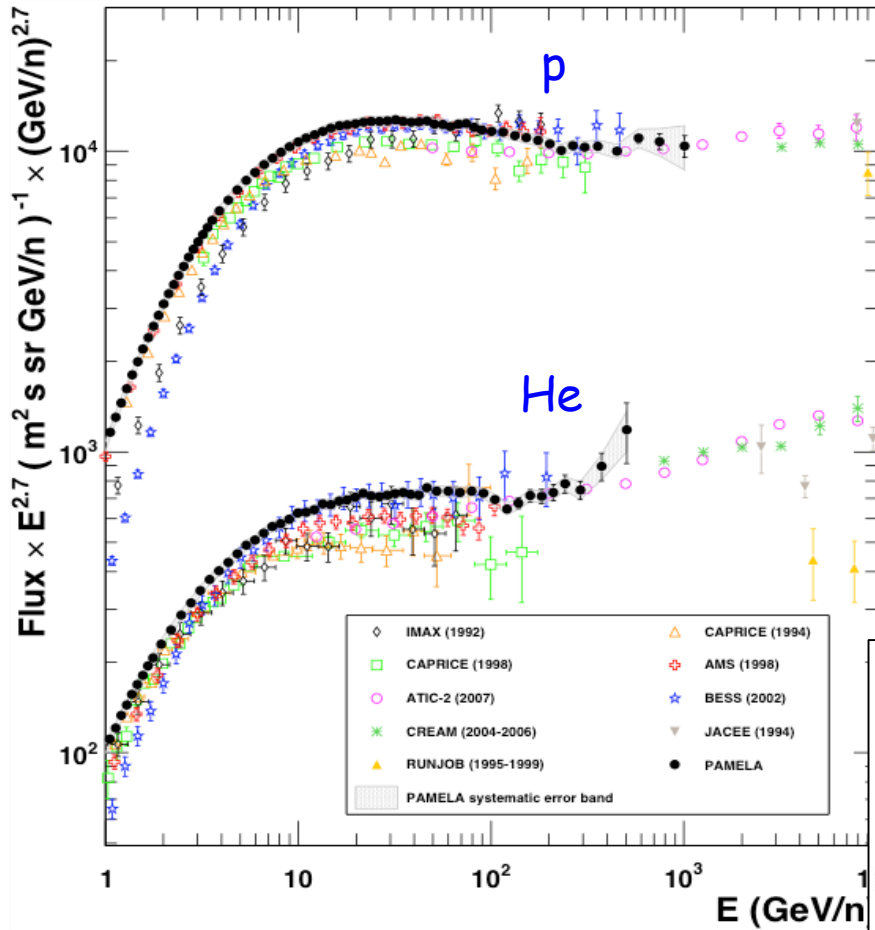 p
He
Flux × E^2.7 ( m² s sr GeV/n )^-1 × (GeV/n)^2.7
10^4
10^3
10^2
IMAX (1992)
CAPRICE (1994)
CAPRICE (1998)
AMS (1998)
ATIC-2 (2007)
BESS (2002)
CREAM (2004-2006)
JACEE (1994)
RUNJOB (1995-1999)
PAMELA
PAMELA systematic error band
1 10 10^2 10^3
E (GeV/n)